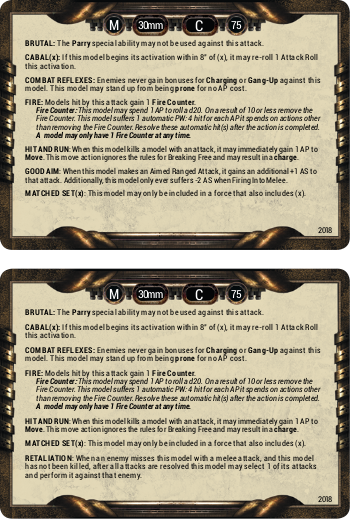 M 30mm C 75
BRUTAL: The Parry special ability may not be used against this attack.
CABAL(x): If this model begins its activation within 8" of (x), it may re-roll 1 Attack Roll
this activation.
COMBAT REFLEXES: Enemies never gain bonuses for Charging or Gang-Up against this
model. This model may stand up from being prone for no AP cost.
FIRE: Models hit by this attack gain 1 Fire Counter.
Fire Counter: This model may spend 1 AP to roll a d20. On a result of 10 or less remove the
Fire Counter. This model suffers 1 automatic PW: 4 hit for each AP it spends on actions other
than removing the Fire Counter. Resolve these automatic hit(s) after the action is completed.
A model may only have 1 Fire Counter at any time.
HIT AND RUN: When this model kills a model with an attack, it may immediately gain 1 AP to
Move. This move action ignores the rules for Breaking Free and may result in a charge.
GOOD AIM: When this model makes an Aimed Ranged Attack, it gains an additional +1 AS to
that attack. Additionally, this model only ever suffers -2 AS when Firing Into Melee.
MATCHED SET(x): This model may only be included in a force that also includes (x).
2018
M 30mm C 75
BRUTAL: The Parry special ability may not be used against this attack.
CABAL(x): If this model begins its activation within 8" of (x), it may re-roll 1 Attack Roll
this activation.
COMBAT REFLEXES: Enemies never gain bonuses for Charging or Gang-Up against this
model. This model may stand up from being prone for no AP cost.
FIRE: Models hit by this attack gain 1 Fire Counter.
Fire Counter: This model may spend 1 AP to roll a d20. On a result of 10 or less remove the
Fire Counter. This model suffers 1 automatic PW: 4 hit for each AP it spends on actions other
than removing the Fire Counter. Resolve these automatic hit(s) after the action is completed.
A model may only have 1 Fire Counter at any time.
HIT AND RUN: When this model kills a model with an attack, it may immediately gain 1 AP to
Move. This move action ignores the rules for Breaking Free and may result in a charge.
MATCHED SET(x): This model may only be included in a force that also includes (x).
RETALIATION: When an enemy misses this model with a melee attack, and this model
has not been killed, after all attacks are resolved this model may select 1 of its attacks
and perform it against that enemy.
2018